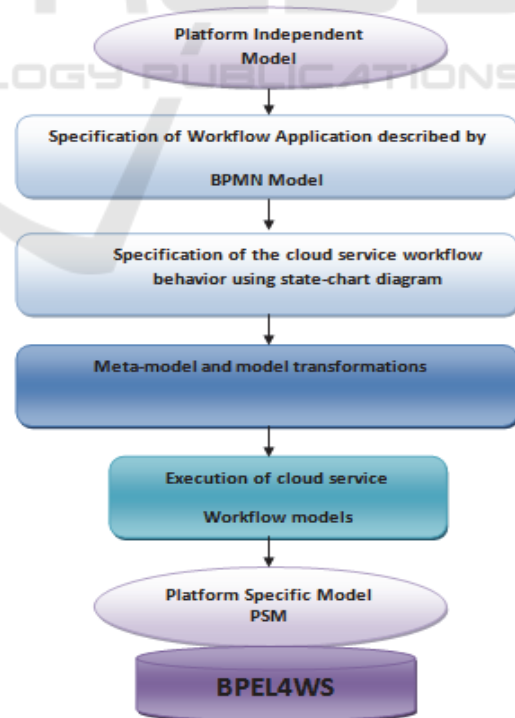 Platform Independent
Model
LOGY PUBLICATIONS
Specification of Workflow Application described by
BPMN Model
Specification of the cloud service workflow
behavior using state-chart diagram
Meta-model and model transformations
Execution of cloud service
Workflow models
Platform Specific Model
PSM
BPEL4WS